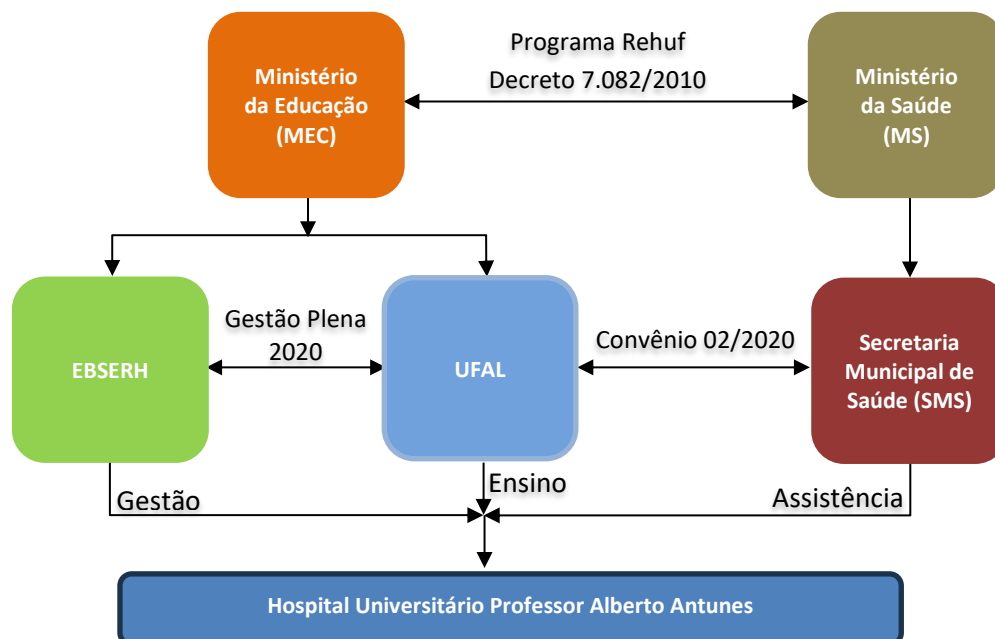 Ministério
da Educação
(MEC)
Programa Rehuf
Decreto 7.082/2010
Ministério
da Saúde
(MS)
EBSERH
Gestão Plena
2020
UFAL
Convênio 02/2020
Secretaria
Municipal de
Saúde (SMS)
Gestão
Ensino
Assistência
Hospital Universitário Professor Alberto Antunes